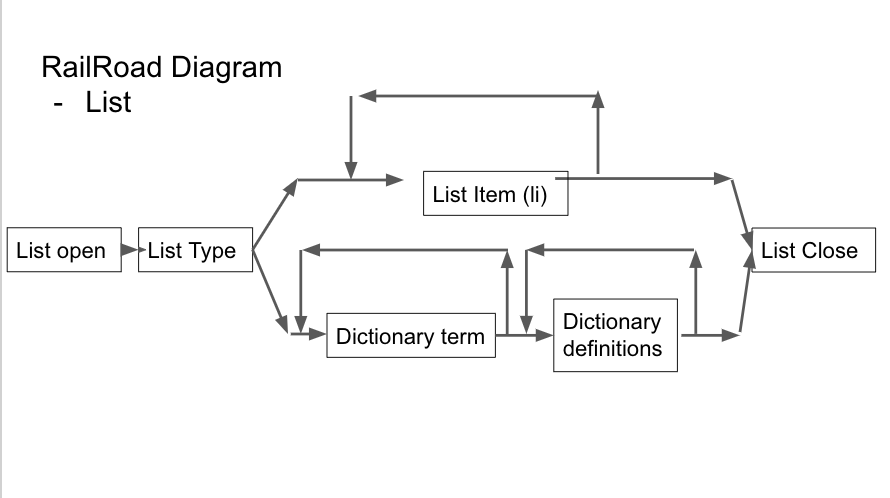 RailRoad Diagram
- List
List Item (li)
List open
List Type
List Close
Dictionary term
Dictionary
definitions